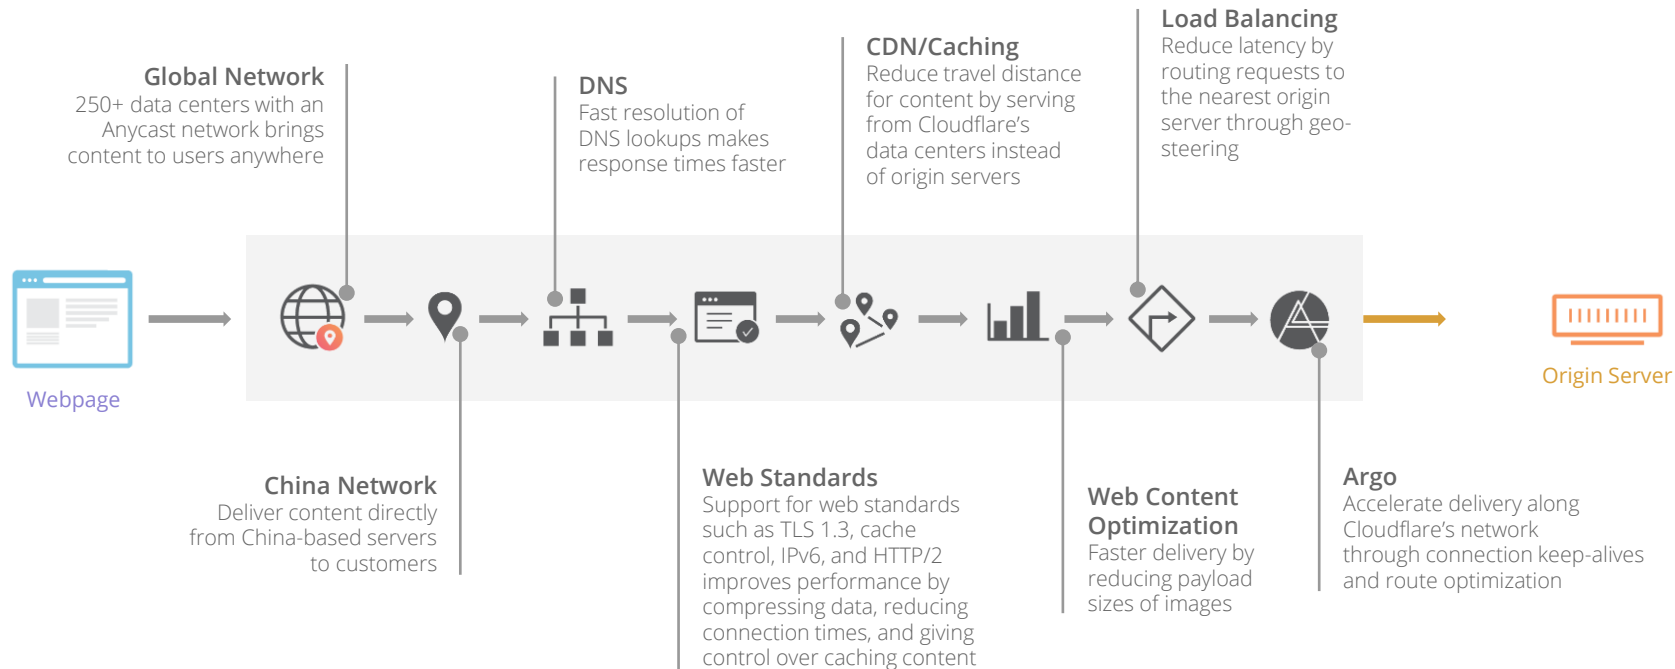 Global Network
250+ data centers with an
Anycast network brings
content to users anywhere
DNS
Fast resolution of
DNS lookups makes
response times faster
CDN/Caching
Reduce travel distance
for content by serving
from Cloudflare’s
data centers instead
of origin servers
Load Balancing
Reduce latency by
routing requests to
the nearest origin
server through geo-
steering
Webpage
Origin Server
China Network
Deliver content directly
from China-based servers
to customers
Web Standards
Support for web standards
such as TLS 1.3, cache
control, IPv6, and HTTP/2
improves performance by
compressing data, reducing
connection times, and giving
control over caching content
Web Content
Optimization
Faster delivery by
reducing payload
sizes of images
Argo
Accelerate delivery along
Cloudflare’s network
through connection keep-alives
and route optimization